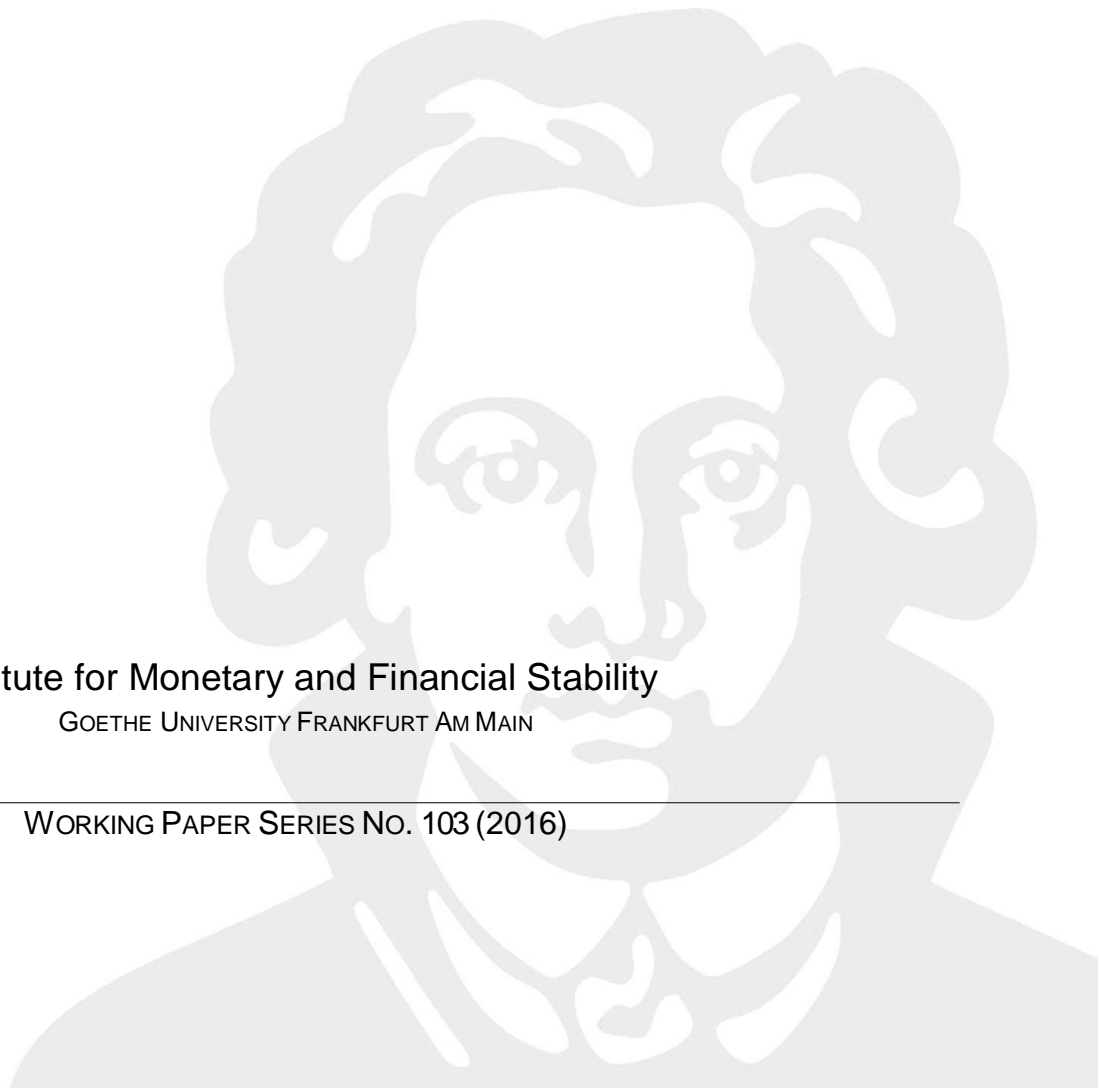 tute for Monetary and Financial Stability
GOETHE UNIVERSITY FRANKFURT AM MAIN
WORKING PAPER SERIES NO. 103 (2016)